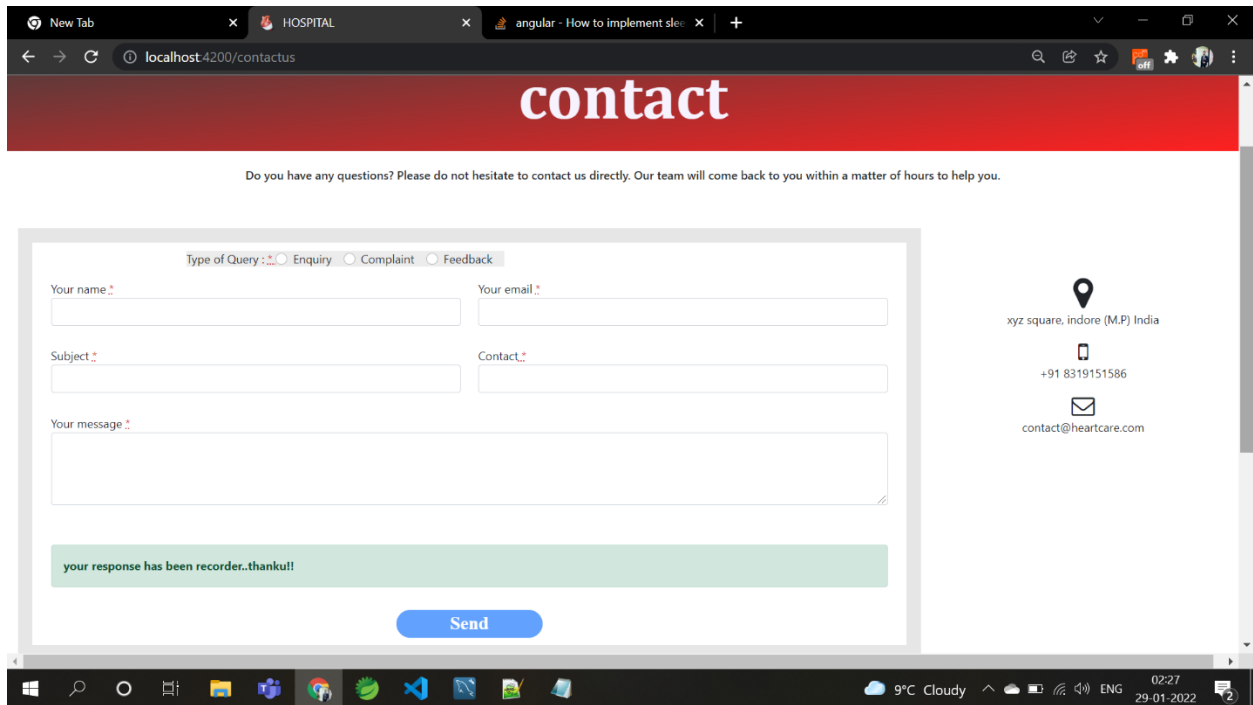 New Tab
HOSPITAL
angular - How to implement slee
localhost:4200/contactus
off
contact
Do you have any questions? Please do not hesitate to contact us directly. Our team will come back to you within a matter of hours to help you.
Type of Query : * Enquiry Complaint Feedback
Your name * Your email *
Subject * Contact *
Your message *
your response has been recorder..thanku!!
Send
xyz square, indore (M.P) India
+91 8319151586
contact@heartcare.com
9°C Cloudy
ENG
02:27
29-01-2022
2